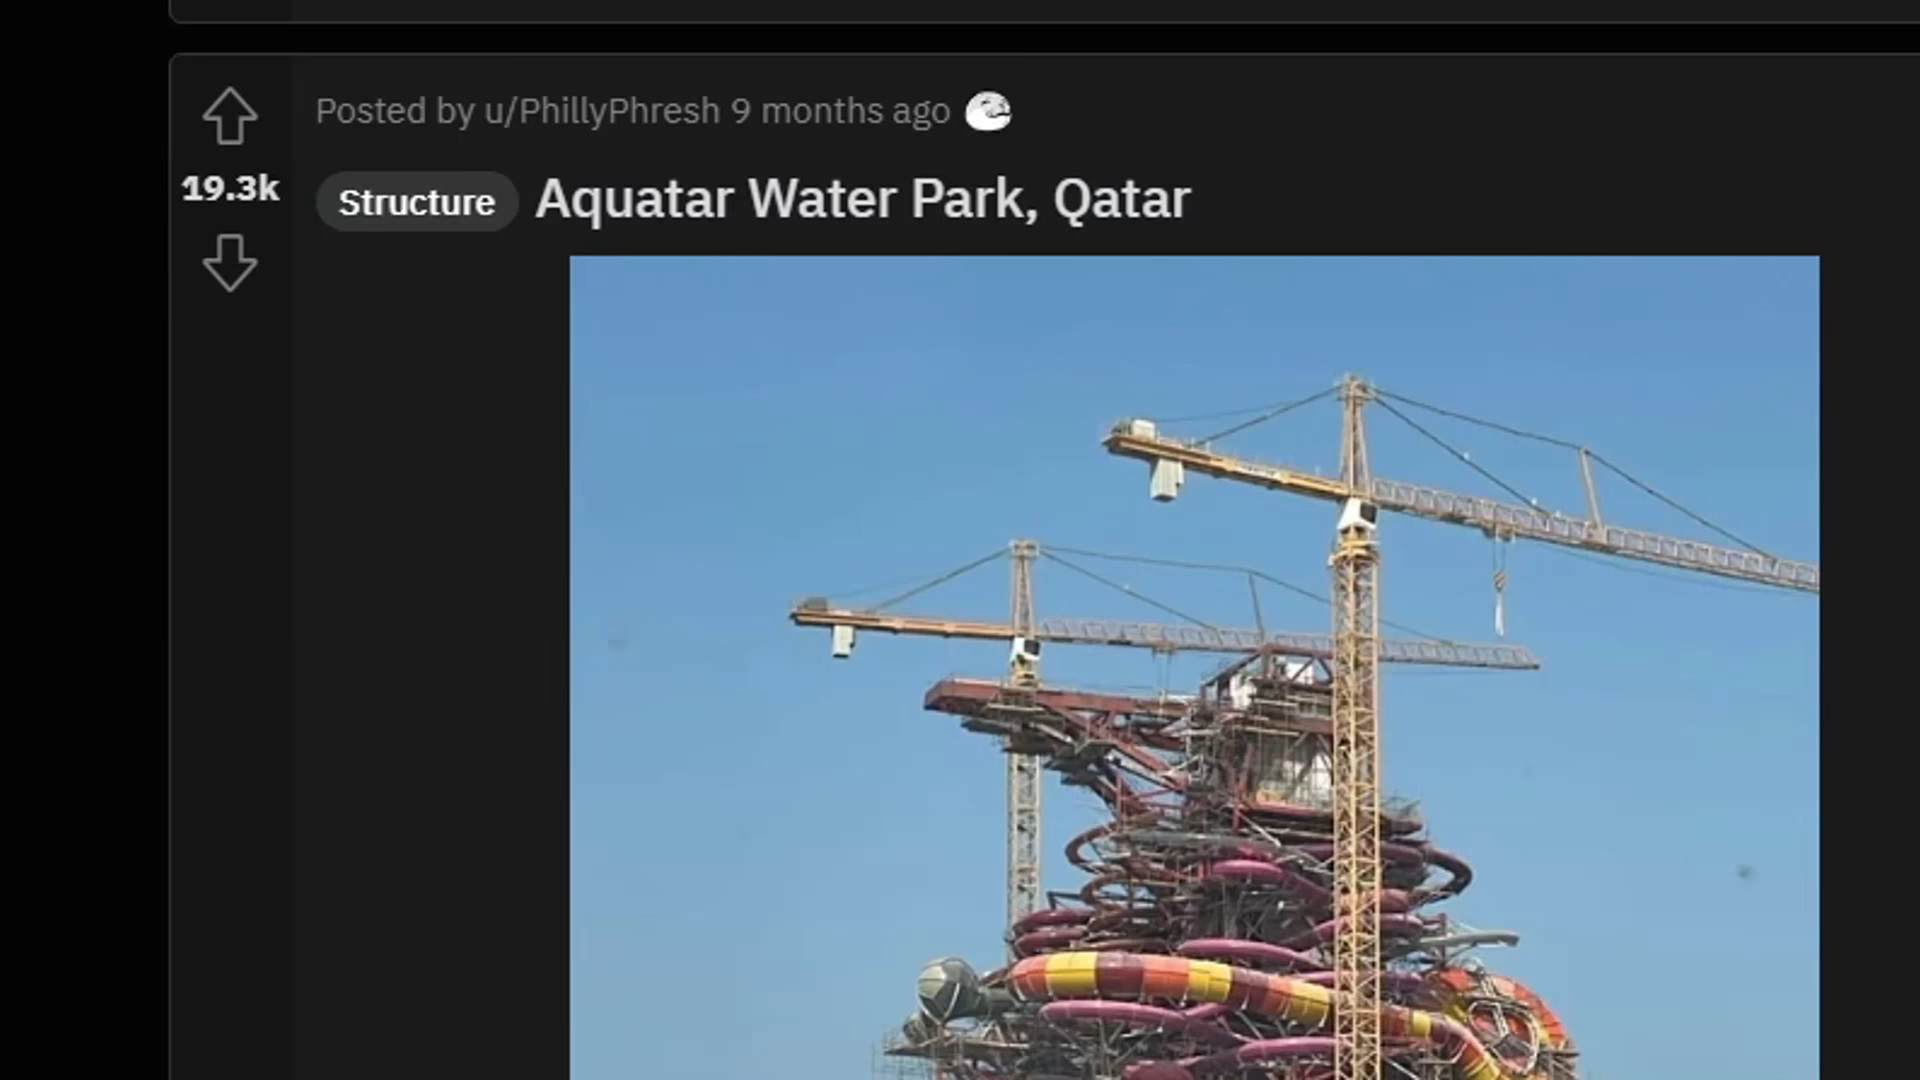 Posted by u/PhillyPhresh 9 months ago
19.3k
Structure Aquatar Water Park, Qatar